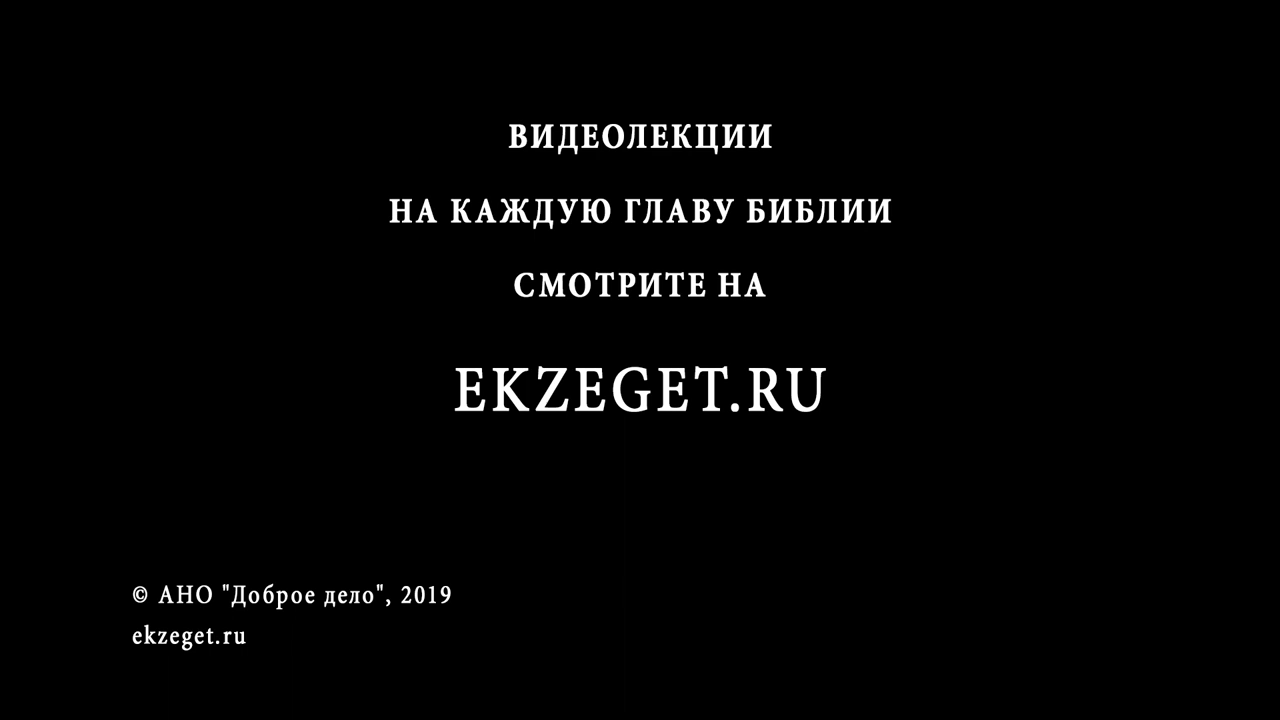 ВИДЕОЛЕКЦИИ
НА КАЖДУЮ ГЛАВУ БИБЛИИ
СМОТРИТЕ НА
EKZEGET.RU
© АНО "Доброе дело", 2019
ekzeget.ru